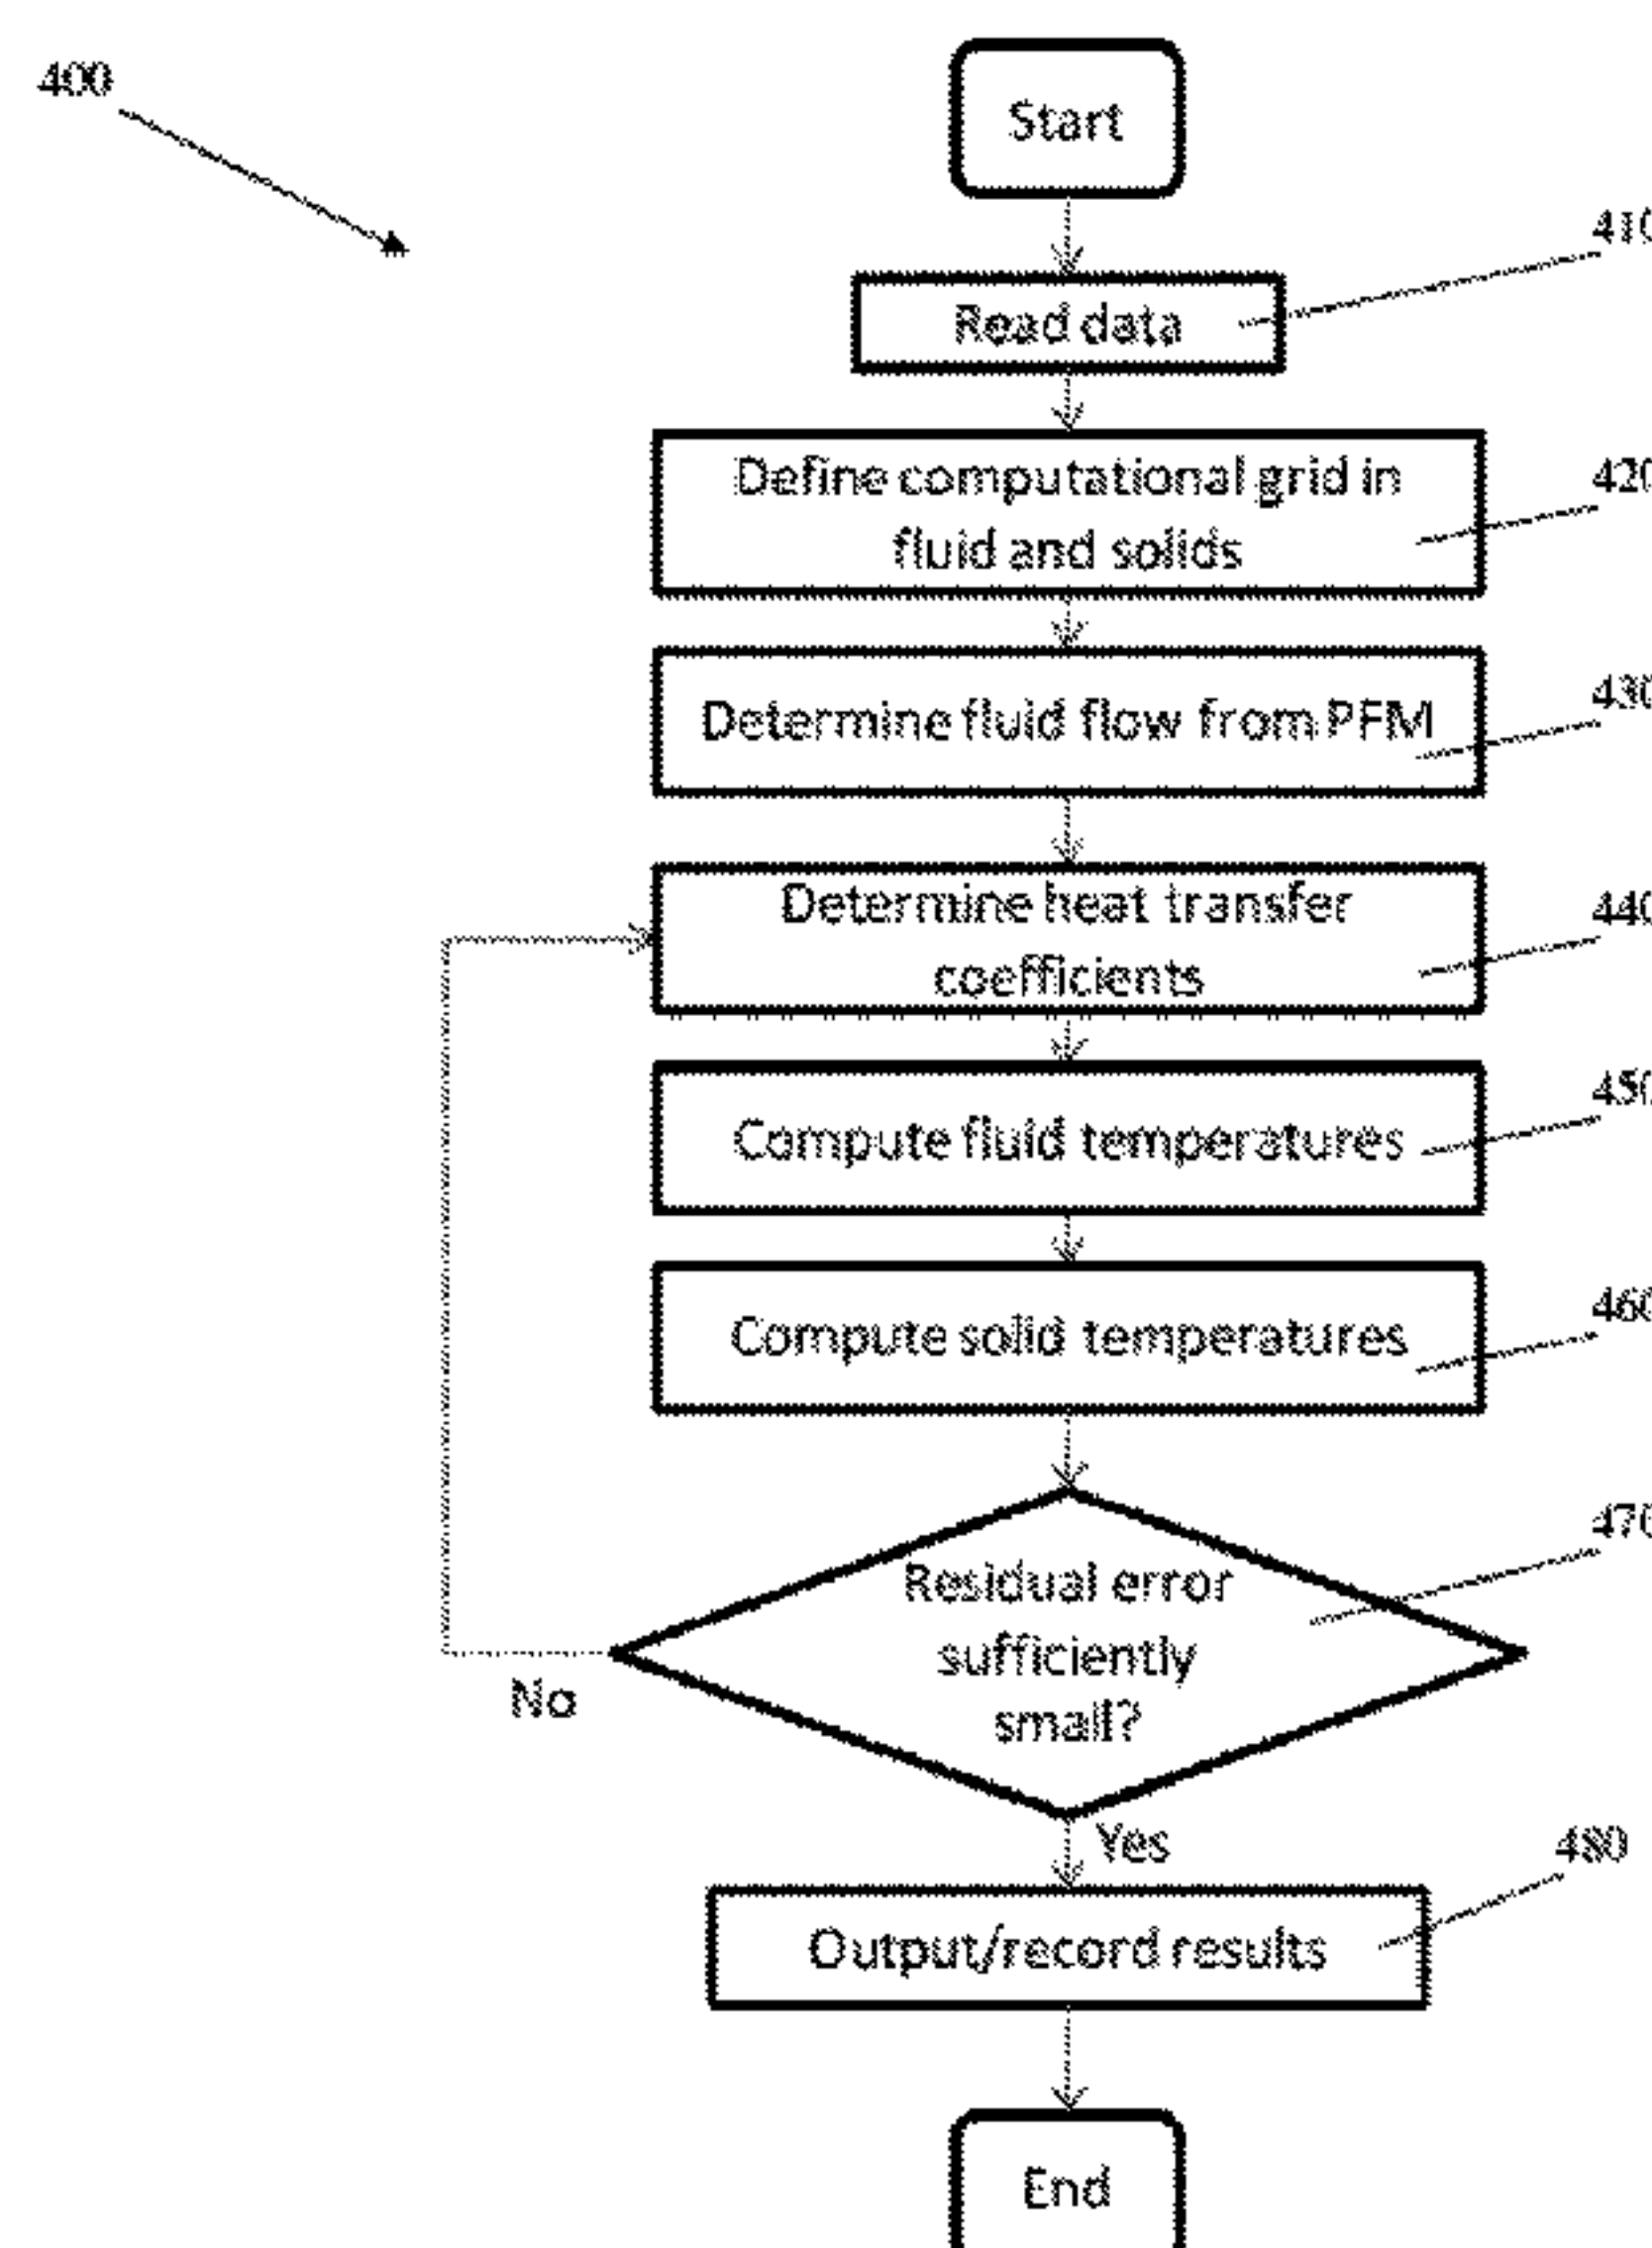 400
Start
410
Read data
420
Define computational grid in
fluid and solids
430
Determine fluid flow from PFM
440
Determine heat transfer
coefficients
450
Compute fluid temperatures
460
Compute solid temperatures
470
Residual error
sufficiently
small?
No
Yes
480
Output/record results
End